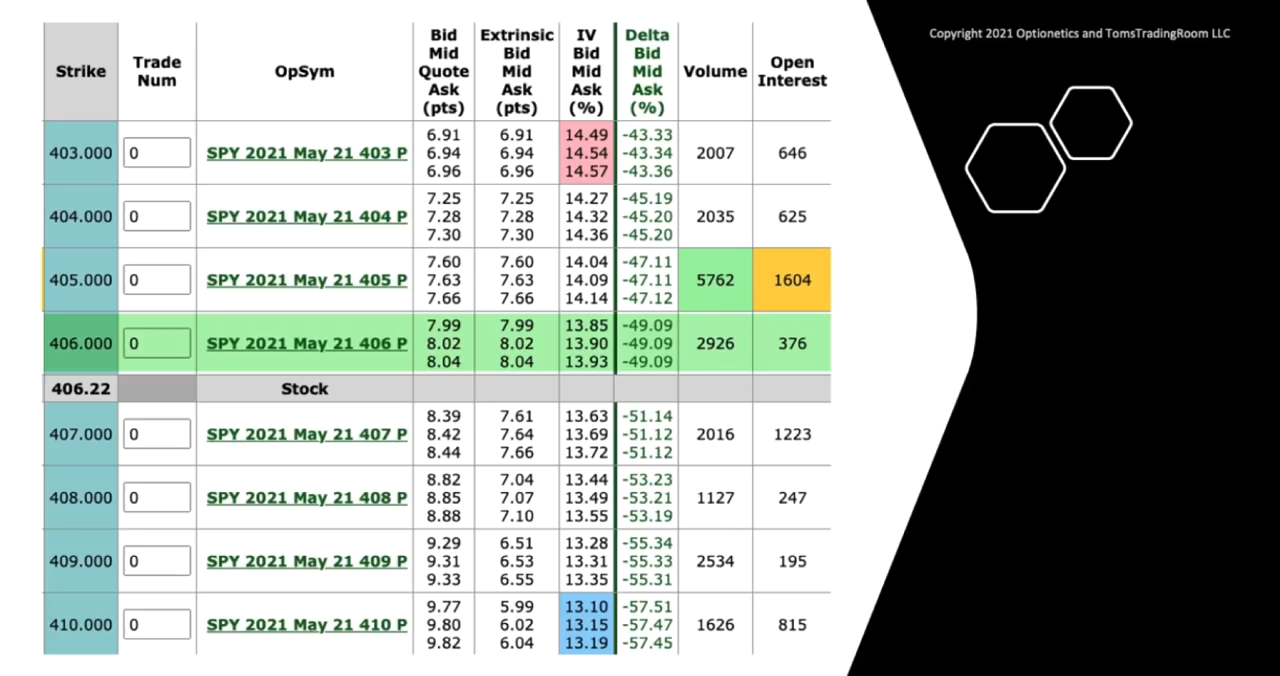 Copyright 2021 Optionetics and TomsTradingRoom LLC
Strike Trade Num OpSym Bid Mid Quote Ask (pts) Extrinsic Bid Mid Ask (pts) IV Bid Mid Ask (%) Delta Bid Mid Ask (%) Volume Open Interest
6.91 6.91 14.49 -43.33
403.000 0 SPY 2021 May 21 403 P 6.94 6.94 14.54 -43.34 2007 646
6.96 6.96 14.57 -43.36
7.25 7.25 14.27 -45.19
404.000 0 SPY 2021 May 21 404 P 7.28 7.28 14.32 -45.20 2035 625
7.30 7.30 14.36 -45.20
7.60 7.60 14.04 -47.11
405.000 0 SPY 2021 May 21 405 P 7.63 7.63 14.09 -47.11 5762 1604
7.66 7.66 14.14 -47.12
7.99 7.99 13.85 -49.09
406.000 0 SPY 2021 May 21 406 P 8.02 8.02 13.90 -49.09 2926 376
8.04 8.04 13.93 -49.09
406.22 Stock
8.39 7.61 13.63 -51.14
407.000 0 SPY 2021 May 21 407 P 8.42 7.64 13.69 -51.12 2016 1223
8.44 7.66 13.72 -51.12
8.82 7.04 13.44 -53.23
408.000 0 SPY 2021 May 21 408 P 8.85 7.07 13.49 -53.21 1127 247
8.88 7.10 13.55 -53.19
9.29 6.51 13.28 -55.34
409.000 0 SPY 2021 May 21 409 P 9.31 6.53 13.31 -55.33 2534 195
9.33 6.55 13.35 -55.31
9.77 5.99 13.10 -57.51
410.000 0 SPY 2021 May 21 410 P 9.80 6.02 13.15 -57.47 1626 815
9.82 6.04 13.19 -57.45